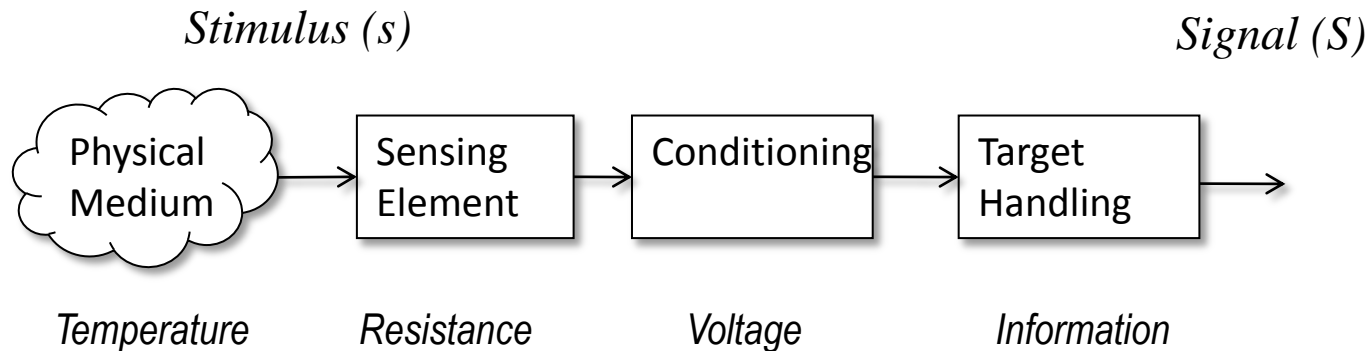 Stimulus (s)
Signal (S)
Physical
Medium
Sensing
Element
Conditioning
Target
Handling
Temperature
Resistance
Voltage
Information